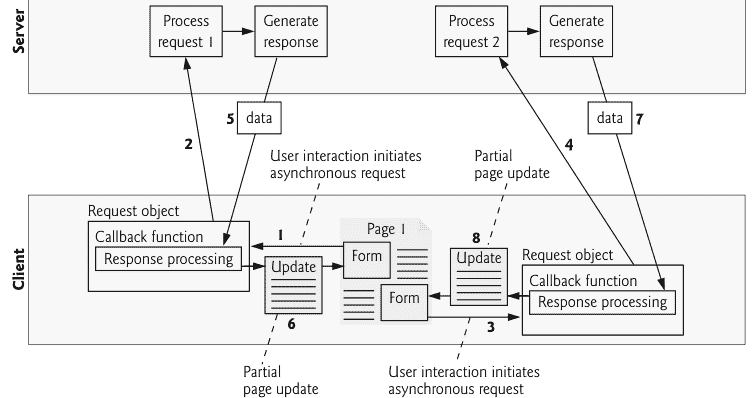 Server
Process
request 1
Generate
response
Process
request 2
Generate
response
5
data
data
7
2
4
User interaction initiates
asynchronous request
Partial
page update
Client
Request object
Callback function
Response processing
1
Page 1
Form
8
Update
Update
Form
6
3
Request object
Callback function
Response processing
Partial
page update
User interaction initiates
asynchronous request